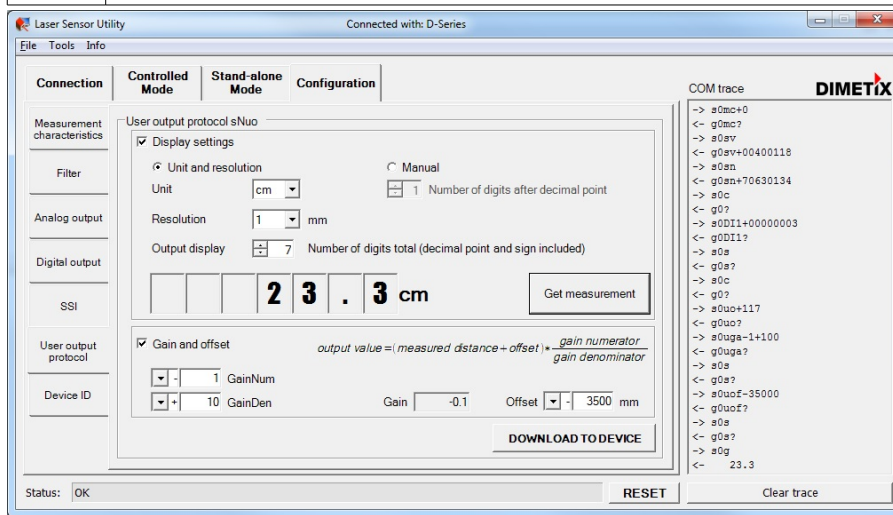 Laser Sensor Utility
Connected with: D-Series
File Tools Info
Connection
Controlled Mode
Stand-alone Mode
Configuration
Measurement characteristics
Filter
Analog output
Digital output
SSI
User output protocol
Device ID
User output protocol sNuo
Display settings
Unit and resolution
Manual
Unit cm
1 Number of digits after decimal point
Resolution 1 mm
Output display 7 Number of digits total (decimal point and sign included)
23.3 cm
Get measurement
Gain and offset
output value =(measured distance+offset)*gain numerator
gain denominator
- 1 GainNum
+ 10 GainDen
Gain -0.1
Offset - 3500 mm
DOWNLOAD TO DEVICE
COM trace
DIMETIX
-> s0mc+0
<- g0mc?
-> s0sv
<- g0sv+00400118
-> s0sn
<- g0sn+70630134
-> s0c
<- g0?
-> s0DI1+00000003
<- g0DI1?
-> s0s
<- g0s?
-> s0c
<- g0?
-> s0uo+117
<- g0uo?
-> s0uga-1+100
<- g0uga?
-> s0s
<- g0s?
-> s0uof-35000
<- g0uof?
-> s0s
<- g0s?
-> s0g
<- 23.3
Status: OK
RESET
Clear trace